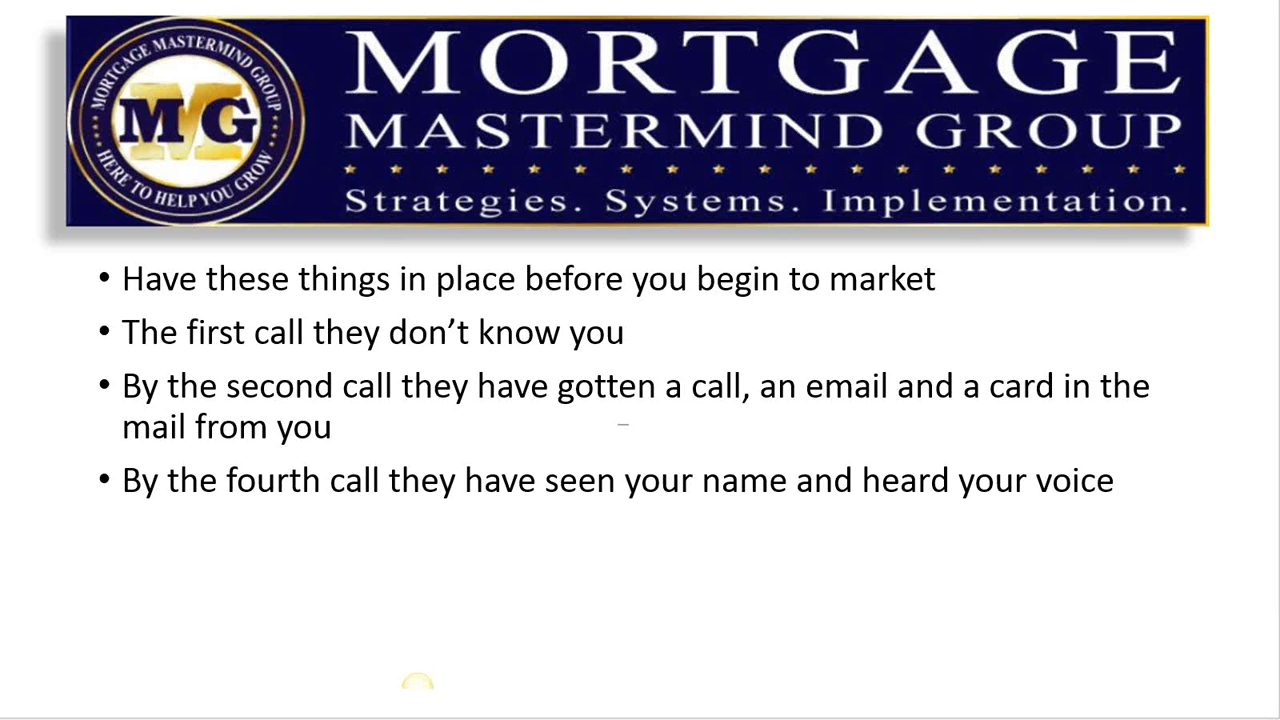 MORTGAGE MASTERMIND GROUP
MMG
HERE TO HELP YOU GROW
MORTGAGE
MASTERMIND GROUP
Strategies. Systems. Implementation.
• Have these things in place before you begin to market
• The first call they don’t know you
• By the second call they have gotten a call, an email and a card in the
mail from you
• By the fourth call they have seen your name and heard your voice